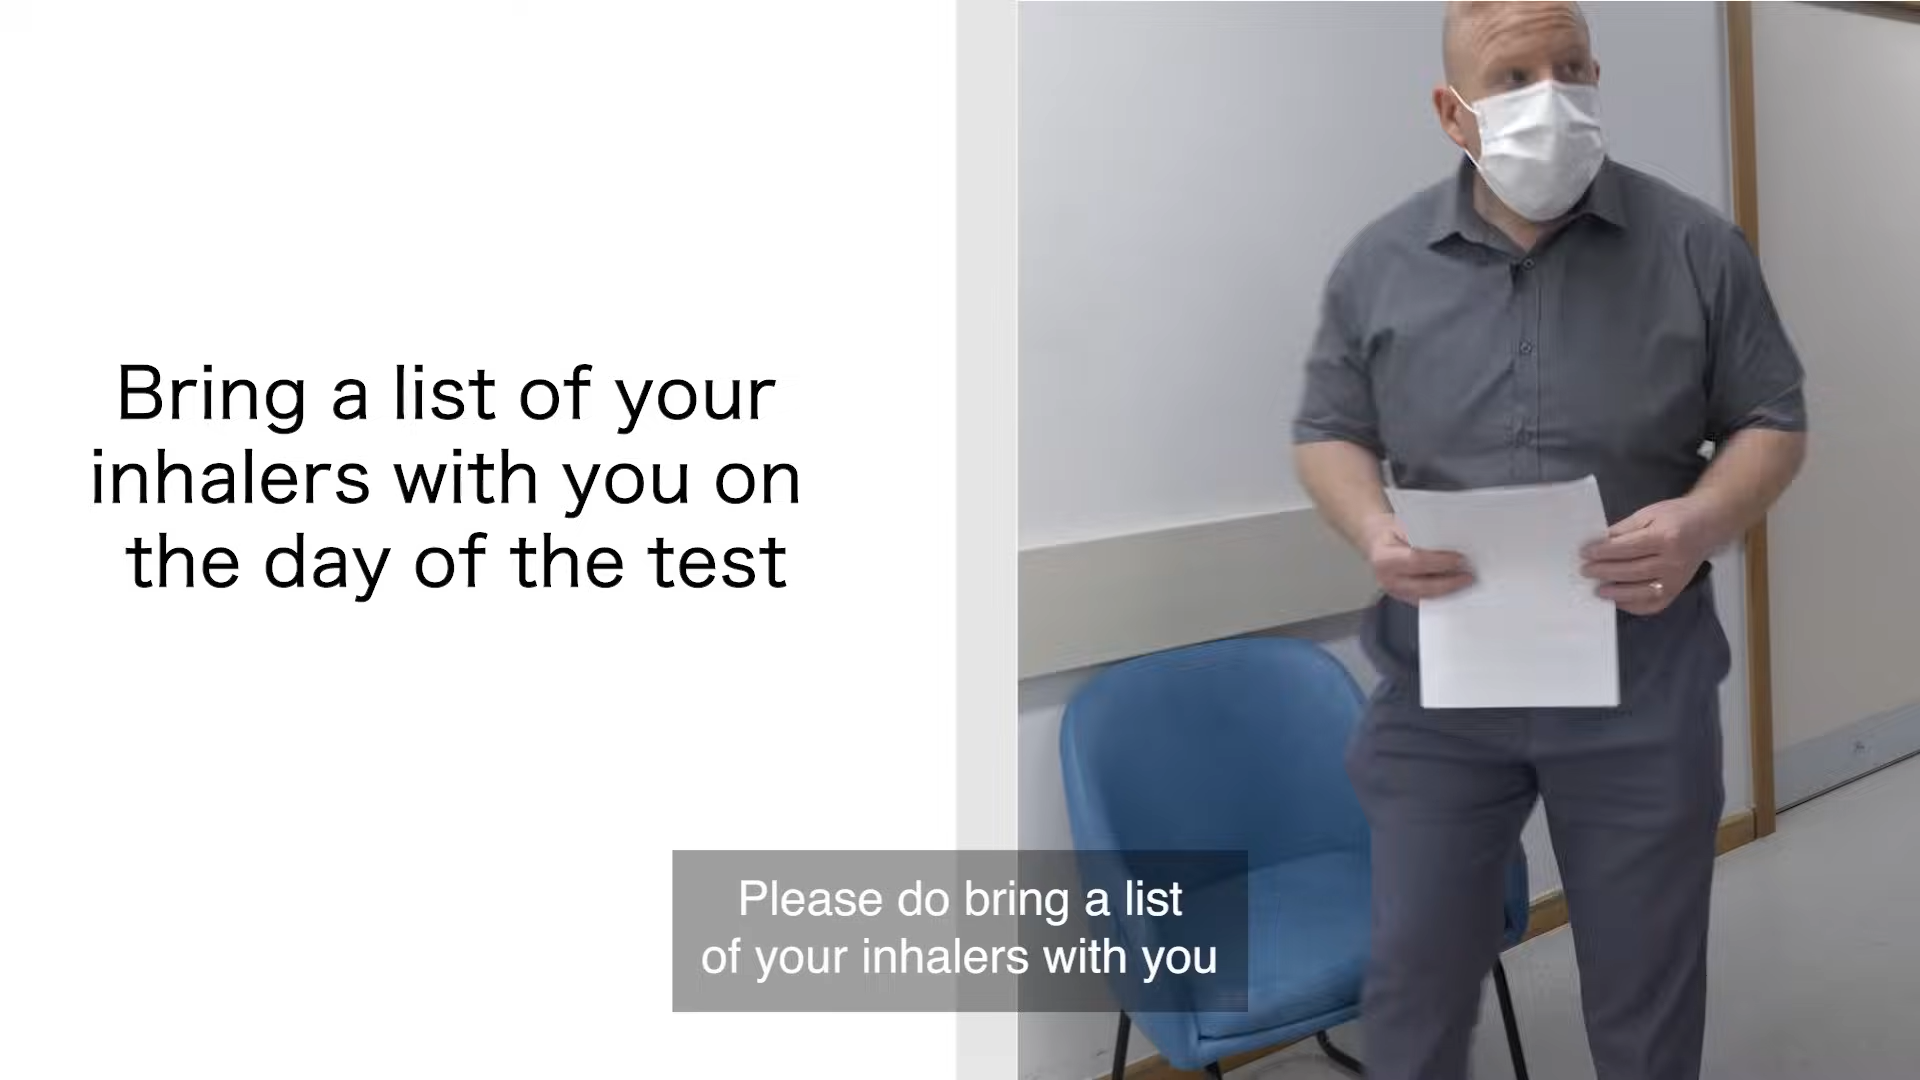 Bring a list of your
inhalers with you on
the day of the test
Please do bring a list
of your inhalers with you